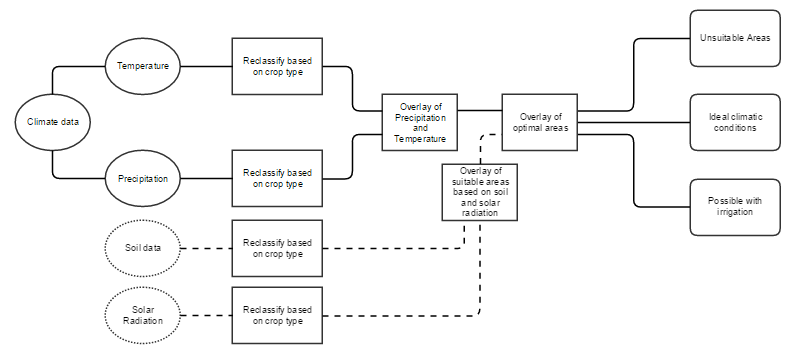 Unsuitable Areas
Temperature
Reclassify based
on crop type
Climate data
Overlay of
Precipitation
and
Temperature
Overlay of
optimal areas
Ideal climatic
conditions
Precipitation
Reclassify based
on crop type
Overlay of
suitable areas
based on soil
and solar
radiation
Possible with
irrigation
Soil data
Reclassify based
on crop type
Solar
Radiation
Reclassify based
on crop type